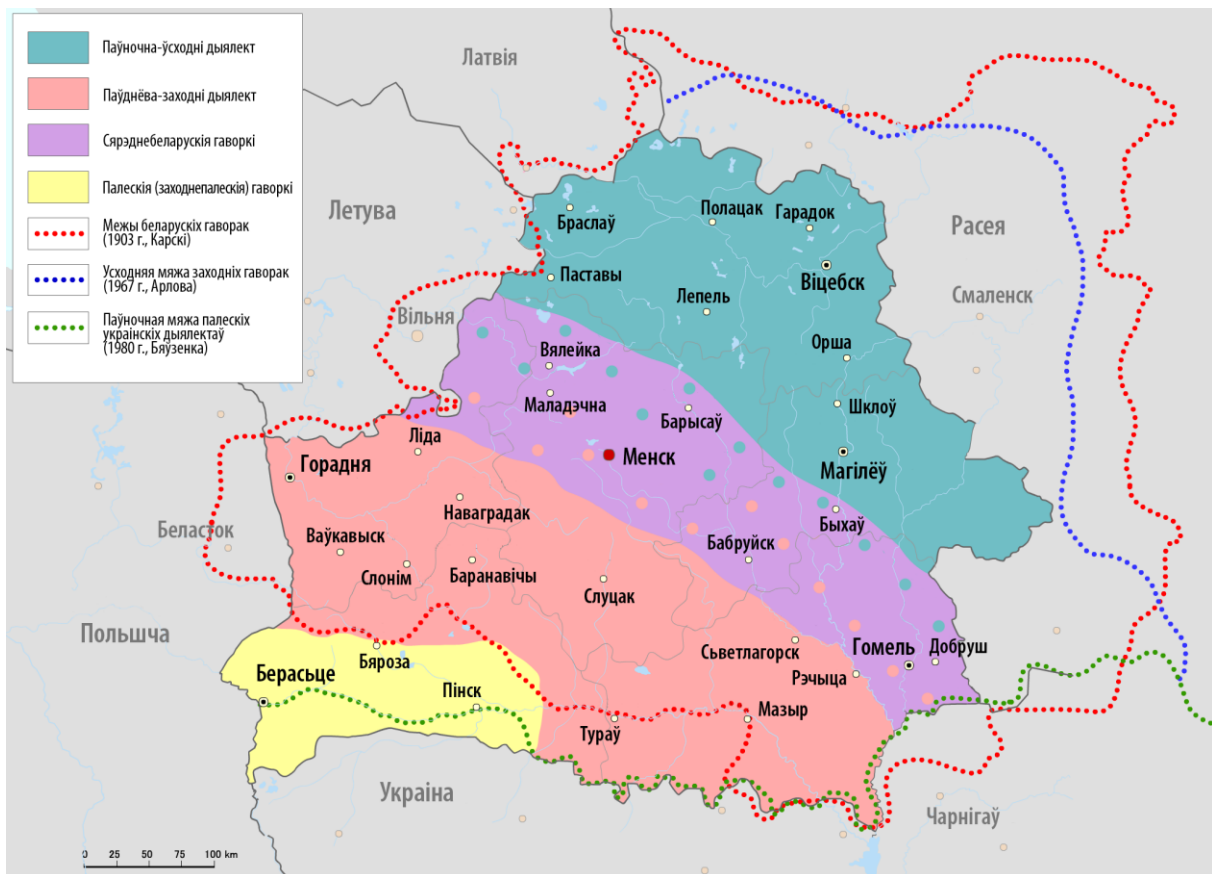 Паўночна-ўсходні дыялект
Паўднёва-заходні дыялект
Сярэднебеларускія гаворкі
Палескія (заходнепалескія) гаворкі
Межы беларускіх гаворак
(1903 г., Карскі)
Усходняя мяжа заходніх гаворак
(1967 г., Арлова)
Паўночная мяжа палескіх
украінскіх дыялектаў
(1980 г., Бяўзенка)
Латвія
Летува
Расея
Браслаў
Полацак
Гарадок
Віцебск
Паставы
Лепель
Смаленск
Вільня
Орша
Вялейка
Маладэчна
Барысаў
Шклоў
Ліда
Менск
Магілёў
Горадня
Наваградак
Быхаў
Беласток
Ваўкавыск
Слонім
Баранавічы
Бабруйск
Слуцак
Польшча
Бяроза
Сьветлагорск
Гомель
Добруш
Берасьце
Пінск
Рэчыца
Тураў
Мазыр
Украіна
Чарнігаў
0 25 50 75 100 km